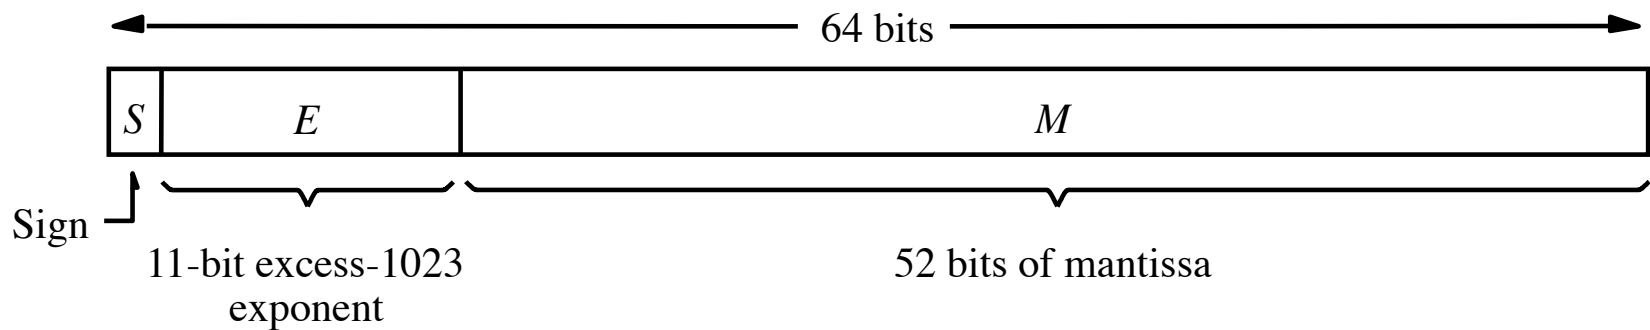 64 bits
S
E
M
Sign
11-bit excess-1023
exponent
52 bits of mantissa